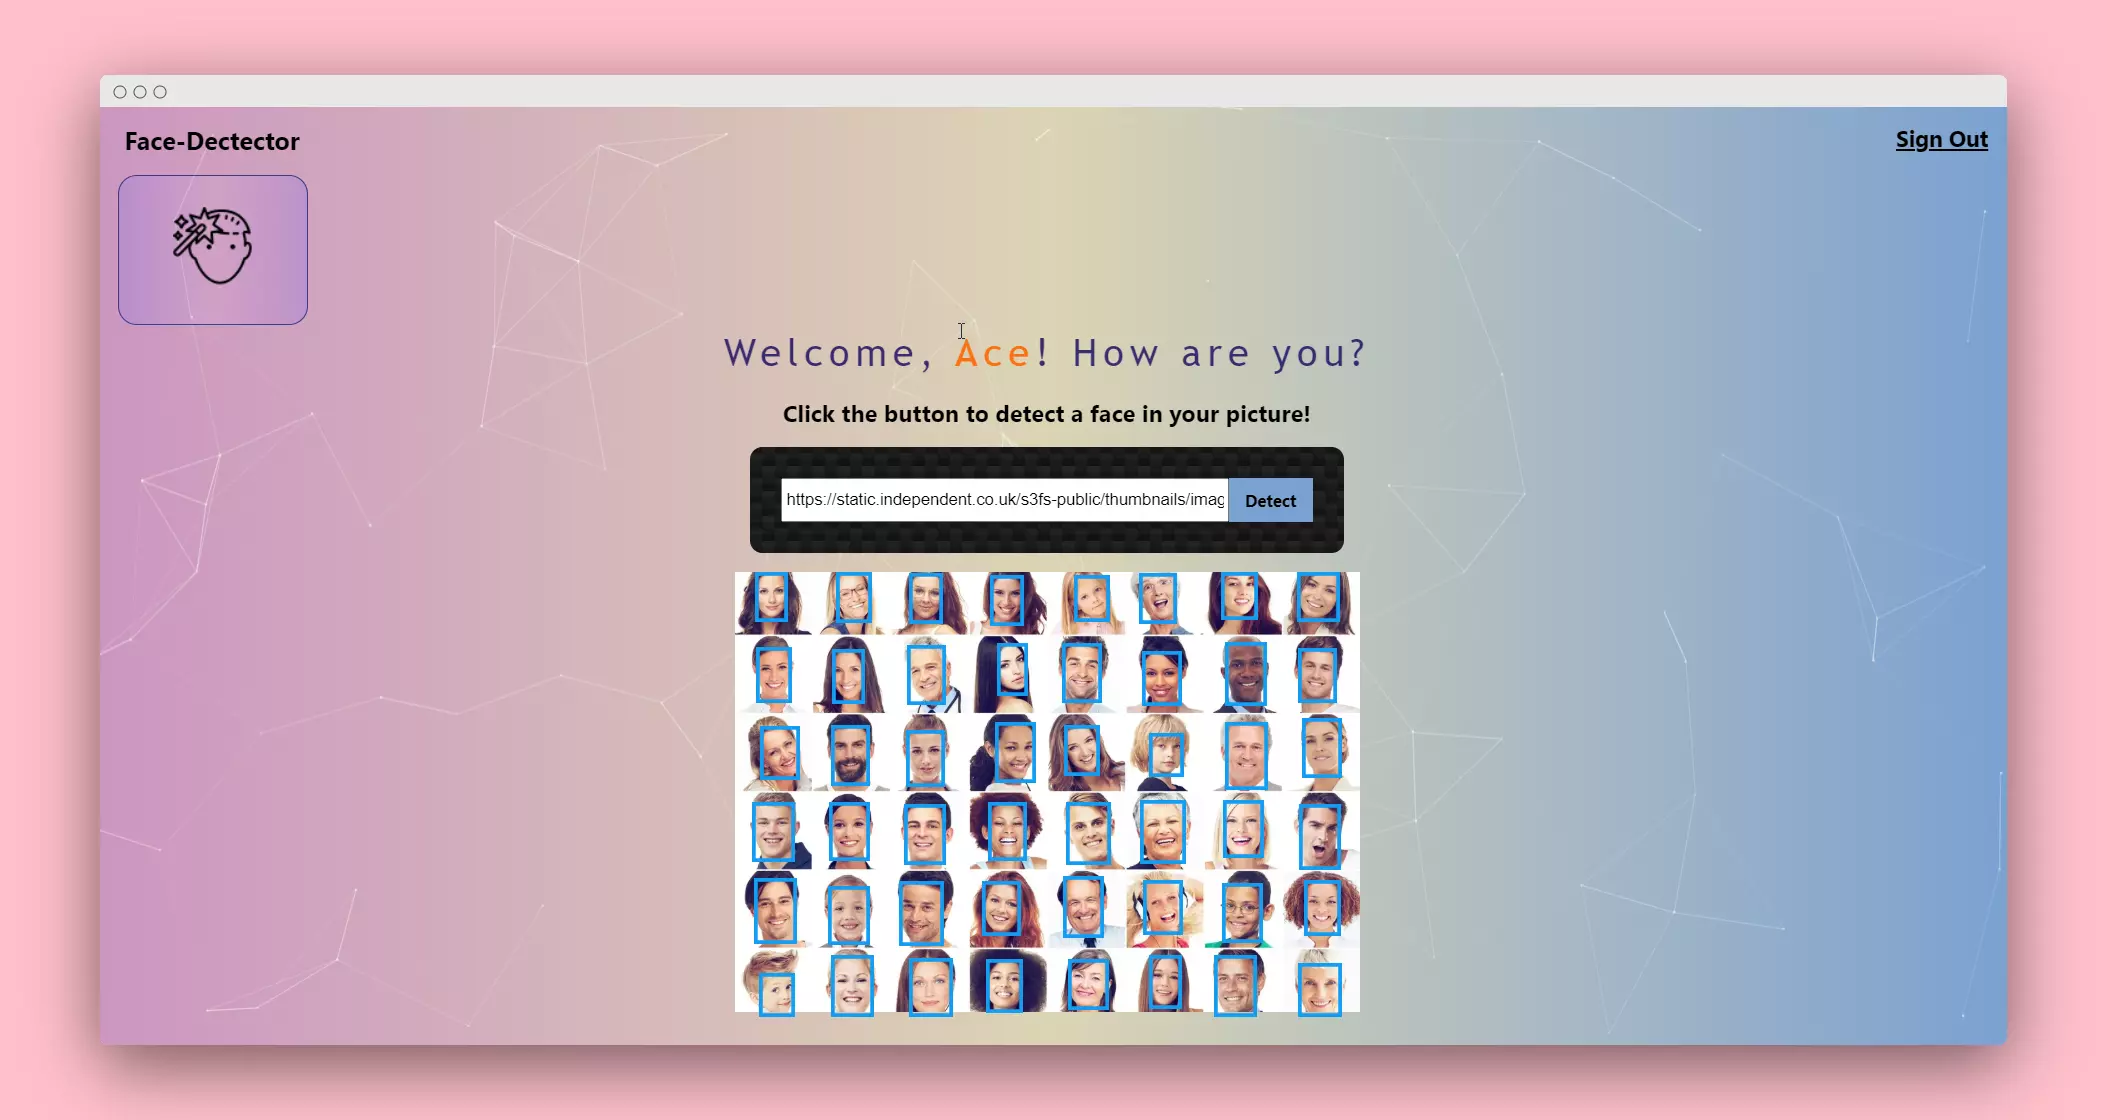 Face-Dectector
Sign Out
Welcome, Ace! How are you?
Click the button to detect a face in your picture!
https://static.independent.co.uk/s3fs-public/thumbnails/imag
Detect